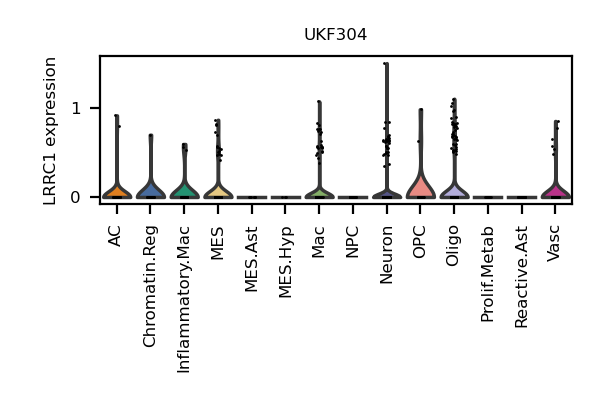 UKF304
LRRC1 expression
1
0
AC
Chromatin.Reg
Inflammatory.Mac
MES
MES.Ast
MES.Hyp
Mac
NPC
Neuron
OPC
Oligo
Prolif.Metab
Reactive.Ast
Vasc